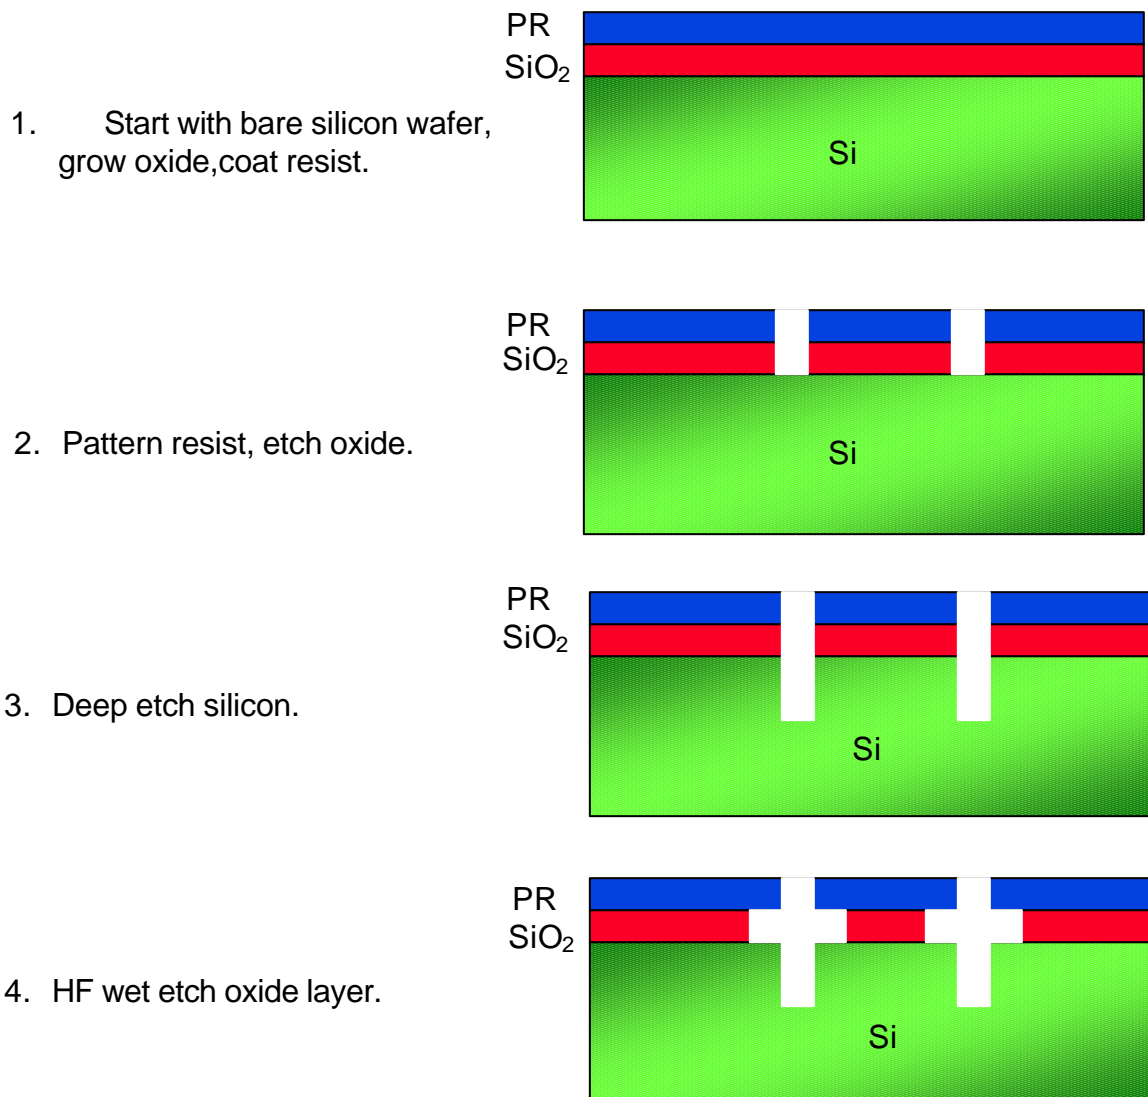 PR
SiO₂
1. Start with bare silicon wafer,
grow oxide,coat resist.
Si
PR
SiO₂
2. Pattern resist, etch oxide.
Si
PR
SiO₂
3. Deep etch silicon.
Si
PR
SiO₂
4. HF wet etch oxide layer.
Si